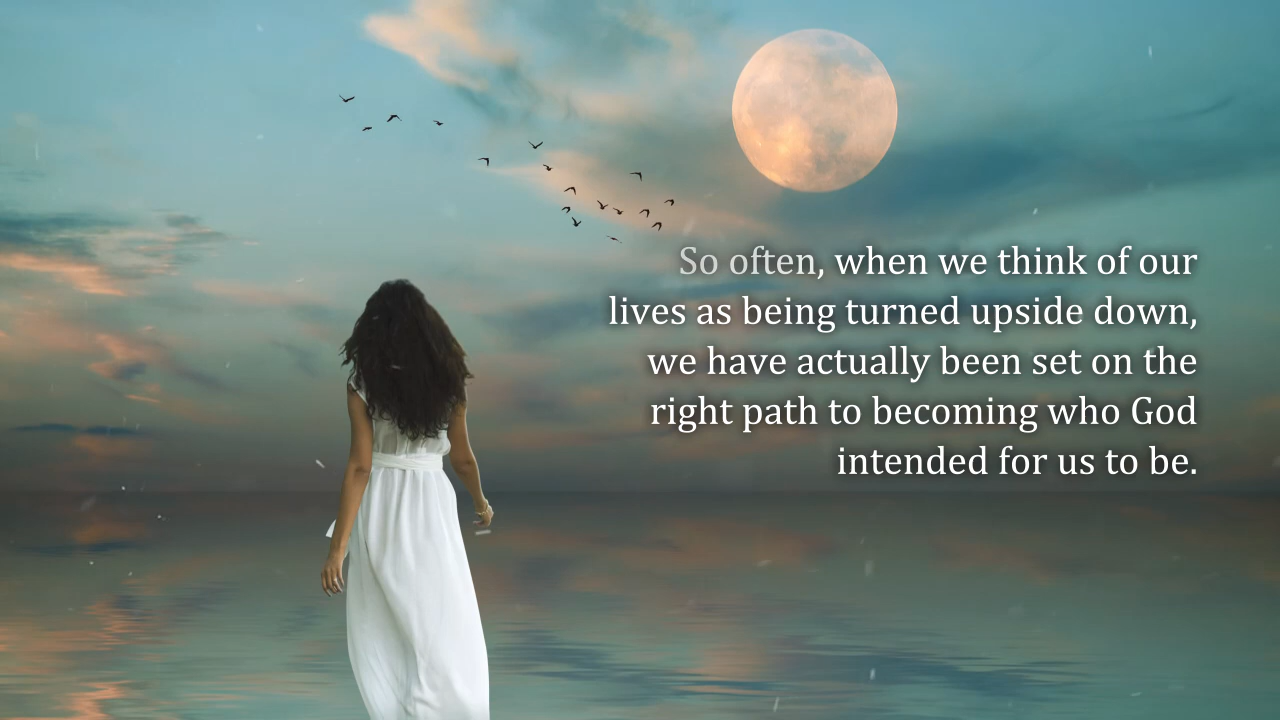 So often, when we think of our
lives as being turned upside down,
we have actually been set on the
right path to becoming who God
intended for us to be.